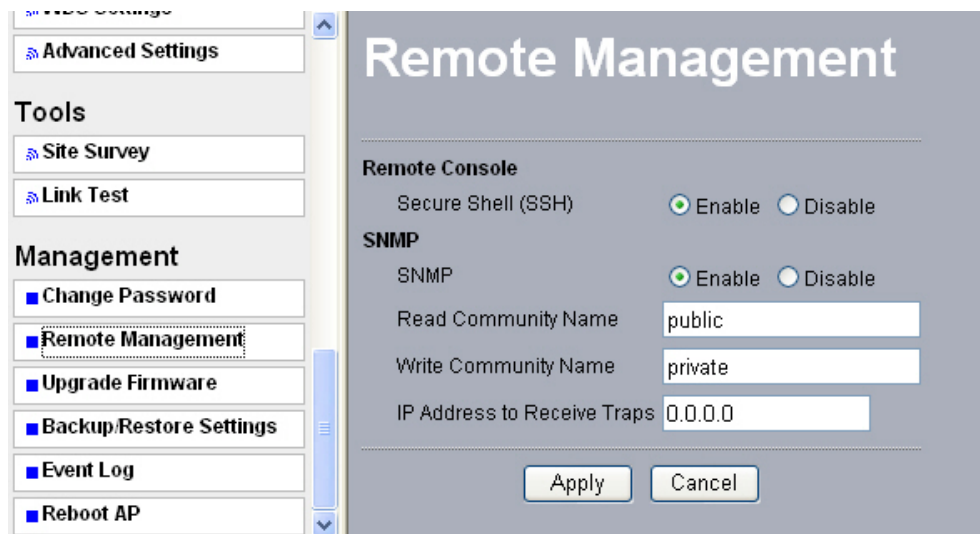 WDS Settings
Advanced Settings
Tools
Site Survey
Link Test
Management
Change Password
Remote Management
Upgrade Firmware
Backup/Restore Settings
Event Log
Reboot AP
Remote Management
Remote Console
Secure Shell (SSH) Enable Disable
SNMP
SNMP Enable Disable
Read Community Name public
Write Community Name private
IP Address to Receive Traps 0.0.0.0
Apply Cancel